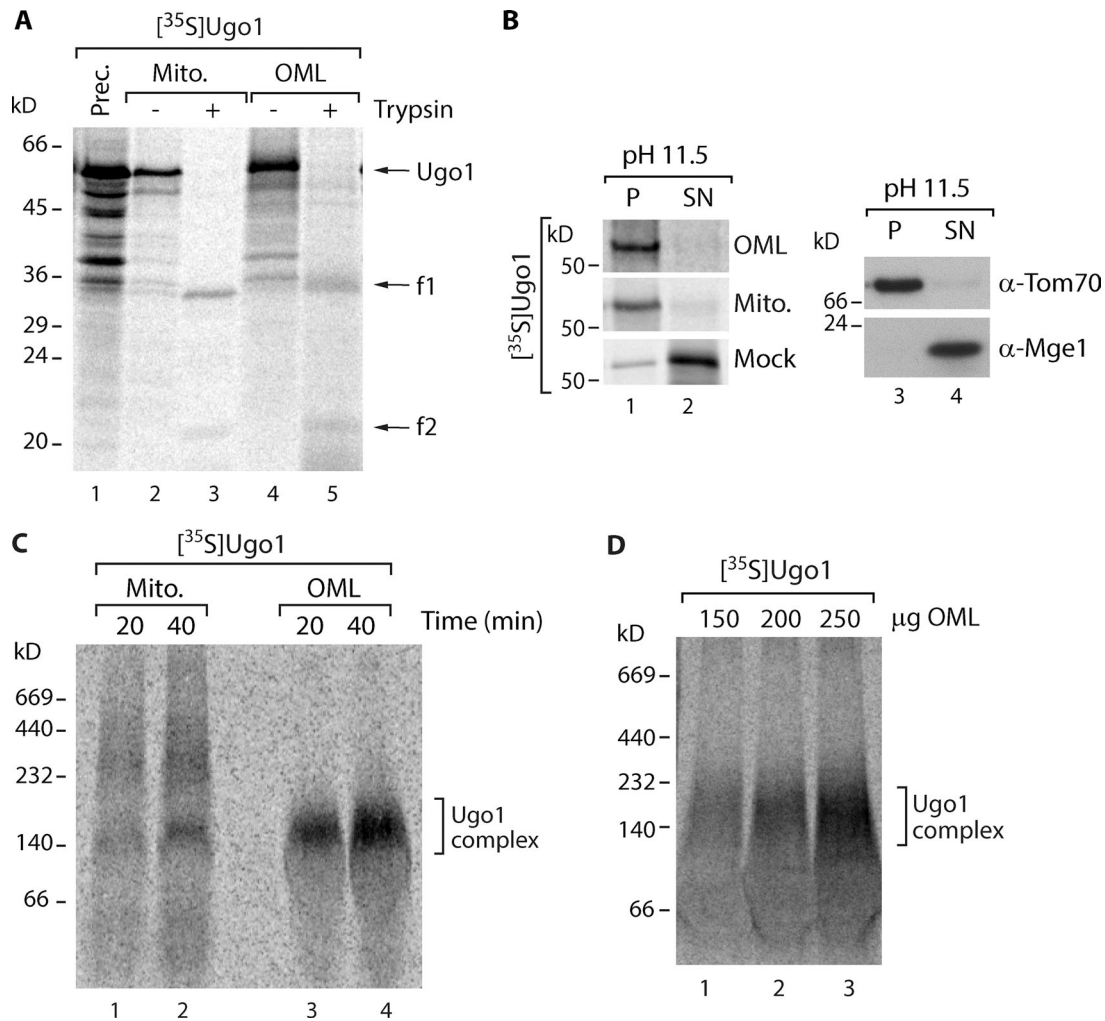 A
[³⁵S]Ugo1
Prec.
Mito.
OML
kD
- + - + Trypsin
66
45
36
29
24
20
Ugo1
f1
f2
1 2 3 4 5
B
[³⁵S]Ugo1
pH 11.5
P SN
kD
50
OML
50
Mito.
50
Mock
1 2
pH 11.5
P SN
kD
66
α-Tom70
24
α-Mge1
3 4
C
[³⁵S]Ugo1
Mito. OML
20 40 20 40 Time (min)
kD
669
440
232
140
66
Ugo1
complex
1 2 3 4
D
[³⁵S]Ugo1
150 200 250 µg OML
kD
669
440
232
140
66
Ugo1
complex
1 2 3